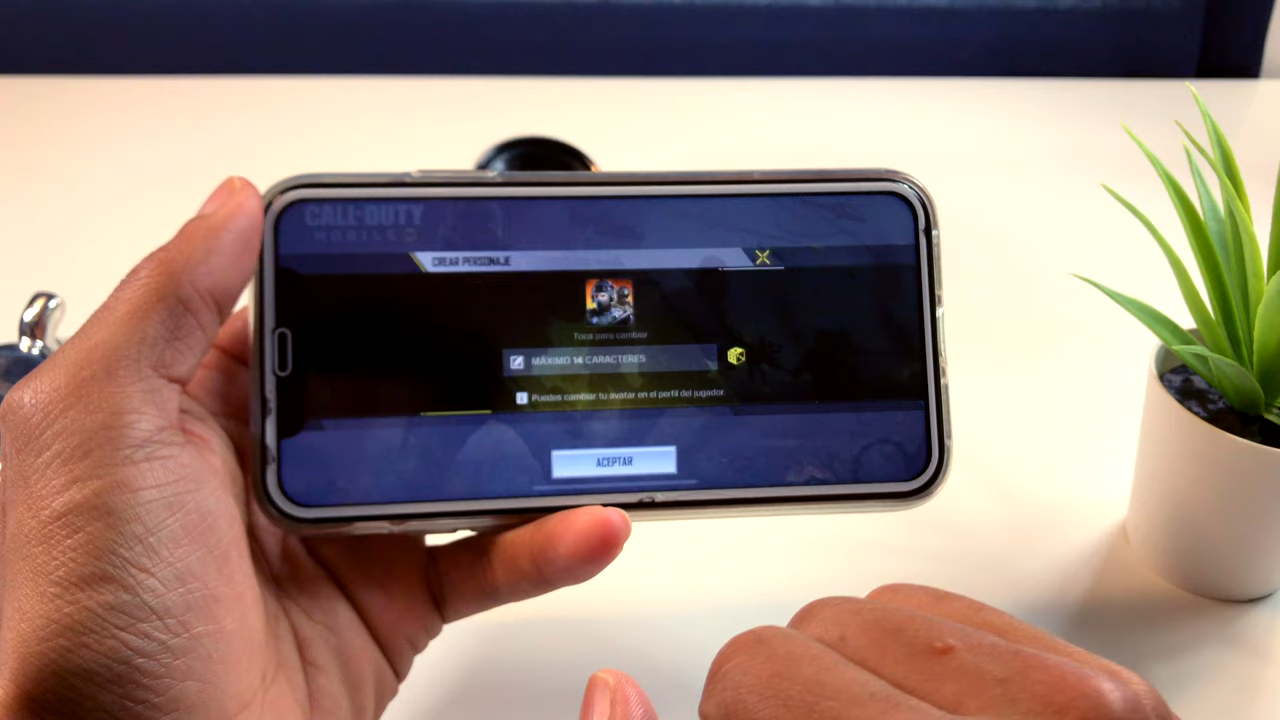 CALL OF DUTY
MOBILE
CREAR PERSONAJE
Toca para cambiar
MÁXIMO 14 CARACTERES
Puedes cambiar tu avatar en el perfil del jugador.
ACEPTAR